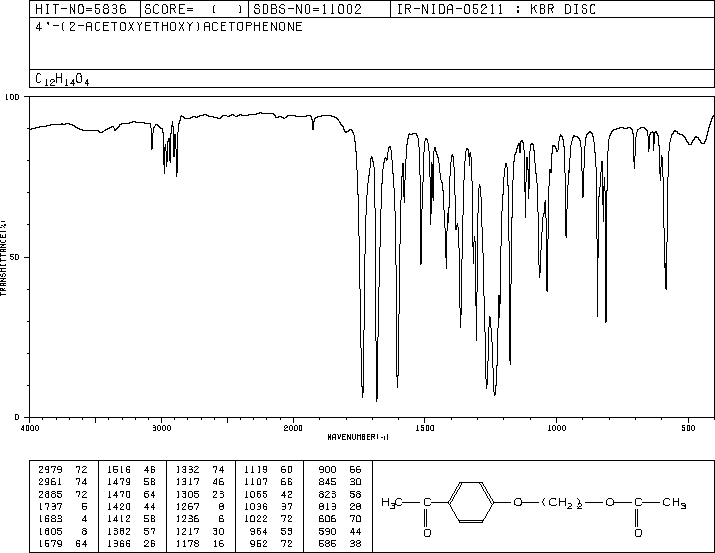 HIT-NO=5836 SCORE= ( ) SDBS-NO=11002 IR-NIDA-05211 : KBR DISC
4'-(2-ACETOXYETHOXY)ACETOPHENONE
C12H14O4
100
50
0
TRANSMITTANCE(%)
4000 3000 2000 1500 1000 500
WAVENUMBER(-1)
2979 72 1516 46 1332 74 1119 60 900 66
2961 74 1479 58 1317 46 1107 66 845 30
2885 72 1470 64 1305 23 1065 42 823 58
1737 6 1420 44 1267 8 1036 37 813 28
1683 4 1412 58 1236 6 1022 72 606 70
1605 8 1382 57 1217 30 964 59 590 44
1579 64 1366 26 1178 16 962 72 586 38
H3C C O (CH2)2 O C CH3
O O